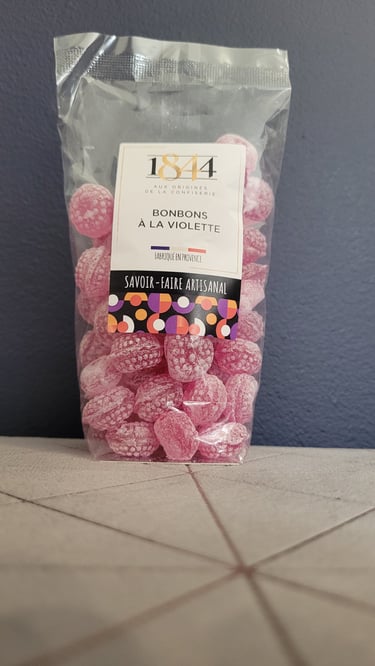 1844
AUX ORIGINES
DE LA CONFISERIE
BONBONS
À LA VIOLETTE
FABRIQUÉ EN PROVENCE
SAVOIR-FAIRE ARTISANAL